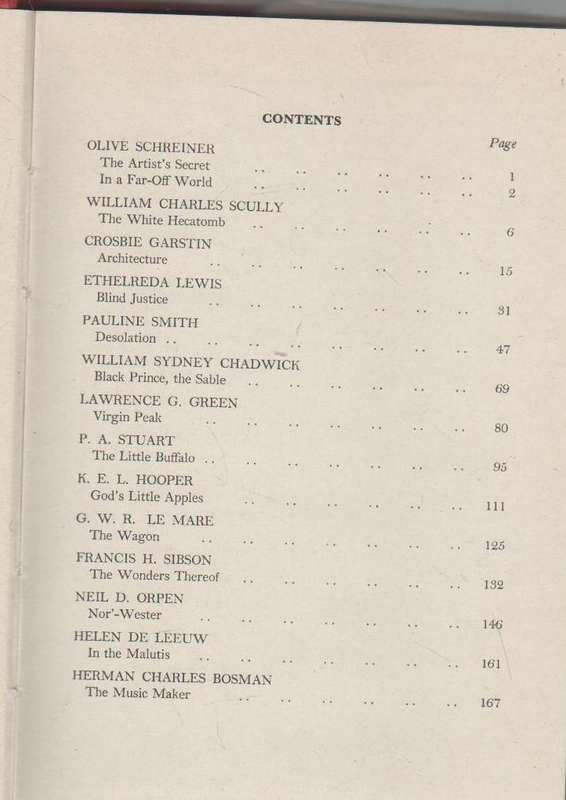 CONTENTS
Page
OLIVE SCHREINER
The Artist's Secret .. .. .. .. .. .. 1
In a Far-Off World .. .. .. .. .. .. 2
WILLIAM CHARLES SCULLY
The White Hecatomb .. .. .. .. .. .. 6
CROSBIE GARSTIN
Architecture .. .. .. .. .. .. .. 15
ETHELREDA LEWIS
Blind Justice .. .. .. .. .. .. .. 31
PAULINE SMITH
Desolation .. .. .. .. .. .. .. .. 47
WILLIAM SYDNEY CHADWICK
Black Prince, the Sable .. .. .. .. .. .. 69
LAWRENCE G. GREEN
Virgin Peak .. .. .. .. .. .. .. 80
P. A. STUART
The Little Buffalo .. .. .. .. .. .. .. 95
K. E. L. HOOPER
God's Little Apples .. .. .. .. .. .. 111
G. W. R. LE MARE
The Wagon .. .. .. .. .. .. .. 125
FRANCIS H. SIBSON
The Wonders Thereof .. .. .. .. .. .. 132
NEIL D. ORPEN
Nor'-Wester .. .. .. .. .. .. .. 146
HELEN DE LEEUW
In the Malutis .. .. .. .. .. .. .. 161
HERMAN CHARLES BOSMAN
The Music Maker .. .. .. .. .. .. 167